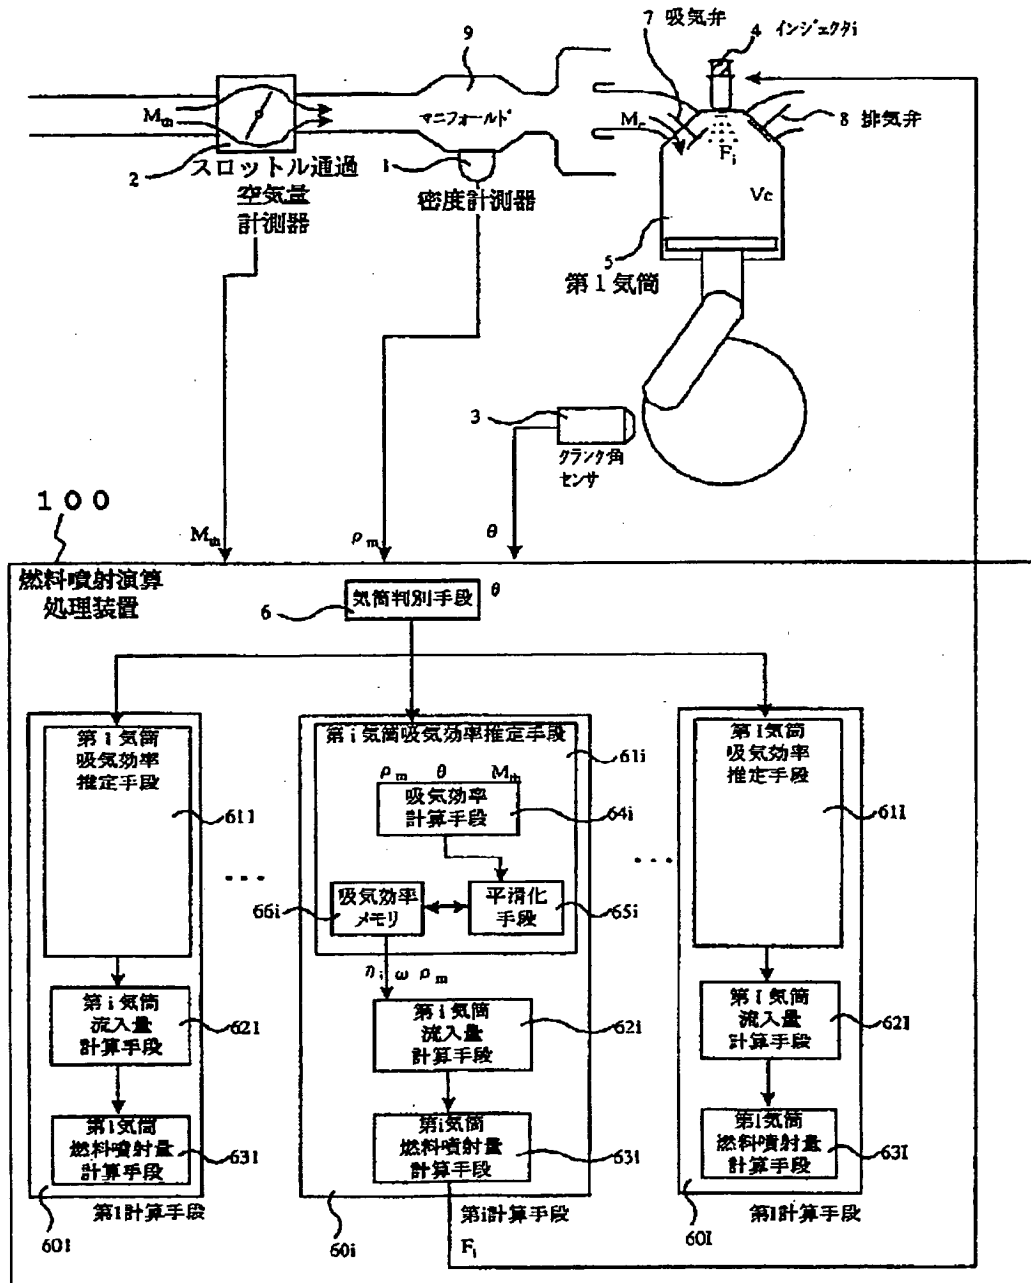 7 吸気弁
4 インジェクタi
9
Mth
マニフォールド
Mc
8 排気弁
Fi
2
スロットル通過
空気量
計測器
1
密度計測器
Vc
5
第1気筒
3
クランク角
センサ
100
Mth
ρm
θ
燃料噴射演算
処理装置
6
気筒判別手段
θ
第1気筒
吸気効率
推定手段
611
第i気筒吸気効率推定手段
61i
ρm θ Mth
吸気効率
計算手段
64i
吸気効率
メモリ
66i
平滑化
手段
65i
第I気筒
吸気効率
推定手段
61I
...
...
ηi ω ρm
第i気筒
流入量
計算手段
621
第i気筒
流入量
計算手段
62i
第I気筒
流入量
計算手段
62I
第1気筒
燃料噴射量
計算手段
631
第i気筒
燃料噴射量
計算手段
63i
第I気筒
燃料噴射量
計算手段
63I
第1計算手段
601
第i計算手段
60i
第I計算手段
60I
Fi